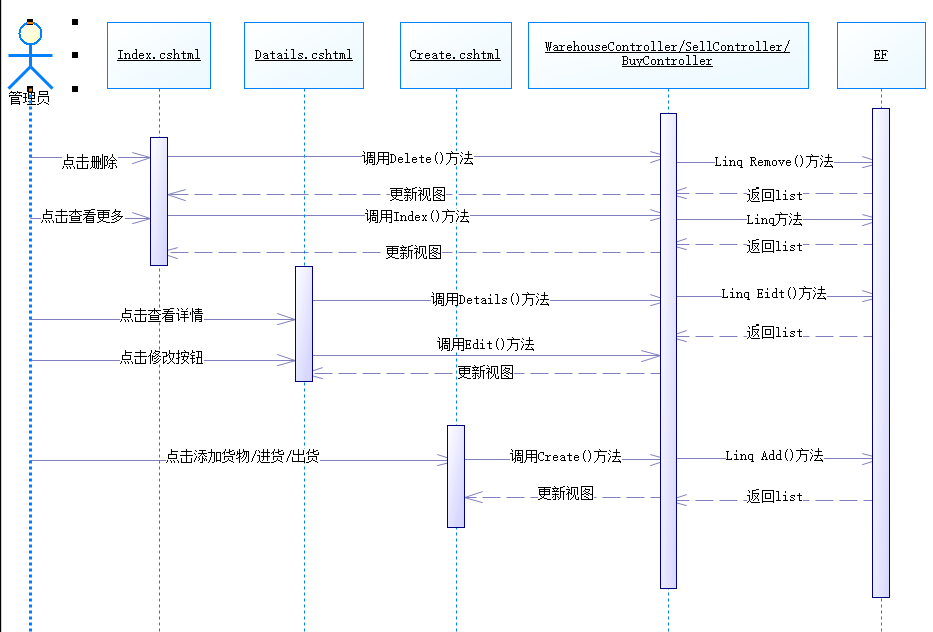 管理员
Index.cshtml
Datails.cshtml
Create.cshtml
WarehouseController/SellController/
BuyController
EF
点击删除
调用Delete()方法
Linq Remove()方法
更新视图
返回list
点击查看更多
调用Index()方法
Linq方法
更新视图
返回list
调用Details()方法
Linq Eidt()方法
点击查看详情
返回list
调用Edit()方法
点击修改按钮
更新视图
点击添加货物/进货/出货
调用Create()方法
Linq Add()方法
更新视图
返回list